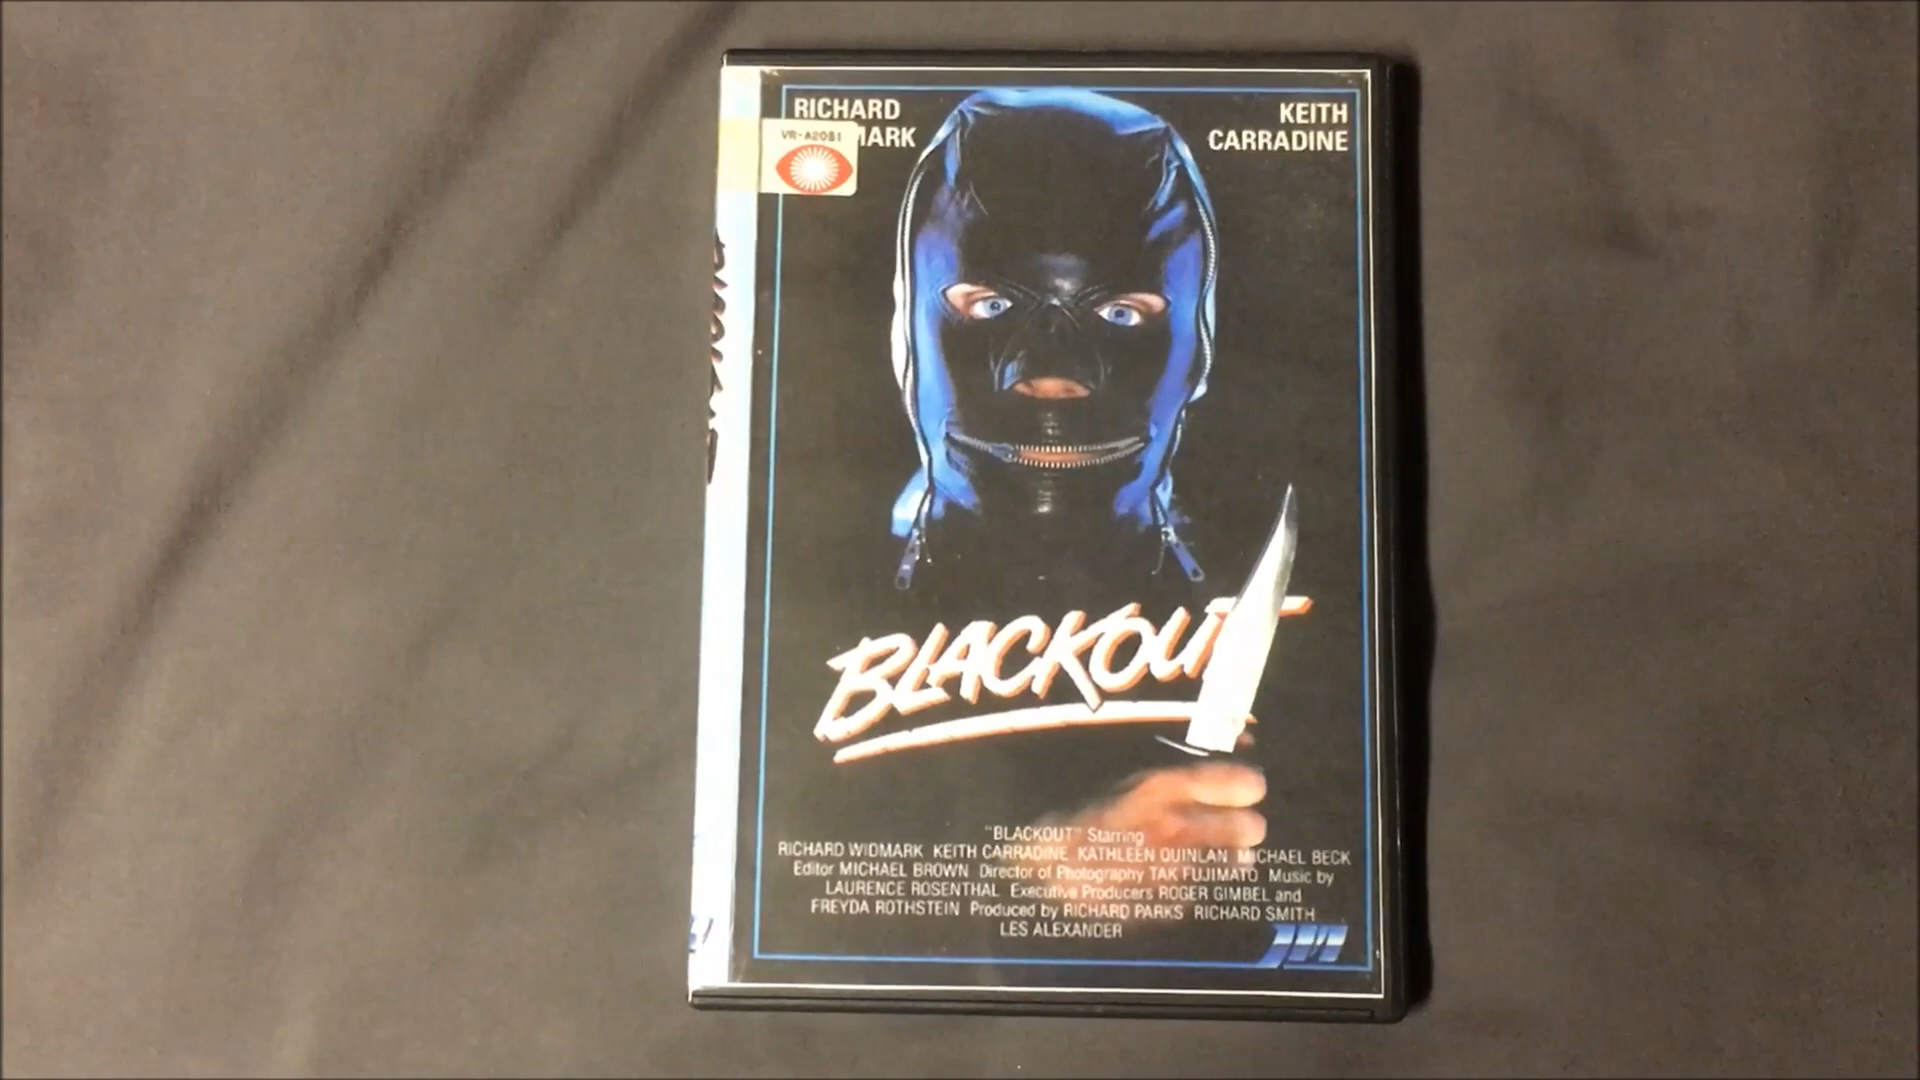 RICHARD
MARK
KEITH
CARRADINE
VR-A2081
BLACKOUT
"BLACKOUT" Starring
RICHARD WIDMARK KEITH CARRADINE KATHLEEN QUINLAN MICHAEL BECK
Editor MICHAEL BROWN Director of Photography TAK FUJIMATO Music by
LAURENCE ROSENTHAL Executive Producers ROGER GIMBEL and
FREYDA ROTHSTEIN Produced by RICHARD PARKS RICHARD SMITH
LES ALEXANDER